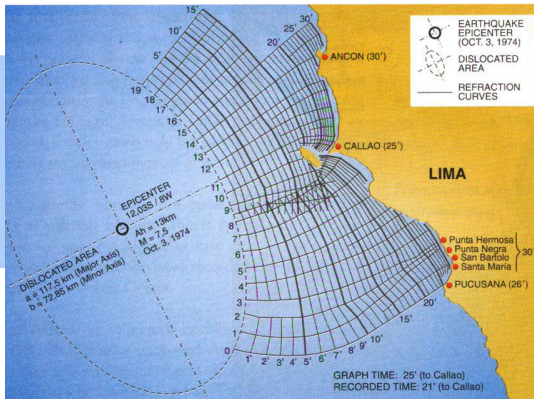 EARTHQUAKE
EPICENTER
(OCT. 3, 1974)
DISLOCATED
AREA
REFRACTION
CURVES
15'
10'
5'
30'
25'
20'
ANCON (30')
19
18
17
16
15
14
13
12
11
10
9
8
7
6
5
4
3
2
1
0
CALLAO (25')
LIMA
EPICENTER
12,03S / 8W
Ah = 13km
M = 7.5
Oct. 3, 1974
DISLOCATED AREA
a = 117.5 km (Major Axis)
b = 72,85 km (Minor Axis)
Punta Hermosa
Punta Negra
San Bartolo
Santa María
30'
PUCUSANA (26')
1'
2'
3'
4'
5'
6'
7'
8'
9'
10'
15'
20'
GRAPH TIME: 25' (to Callao)
RECORDED TIME: 21' (to Callao)